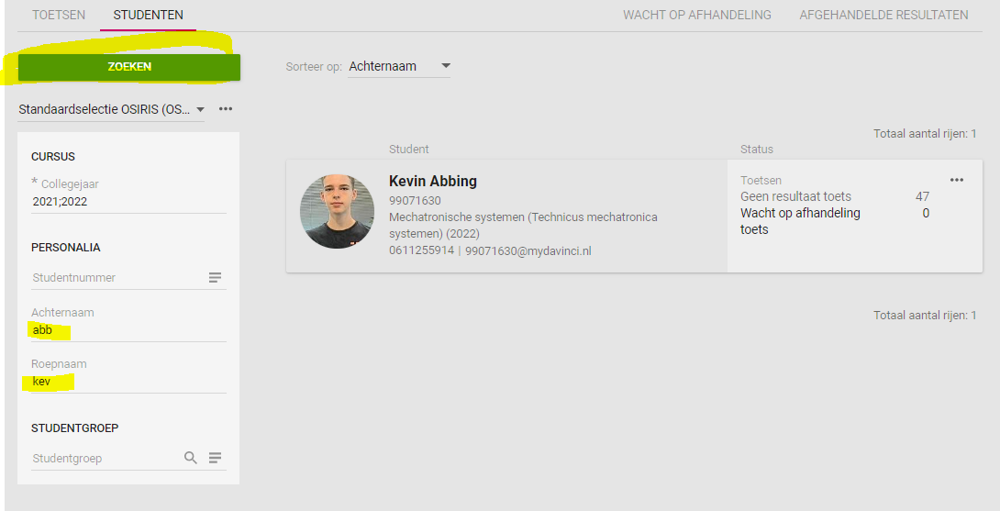 TOETSEN STUDENTEN WACHT OP AFHANDELING AFGEHANDELDE RESULTATEN
ZOEKEN
Sorteer op: Achternaam
Standaardselectie OSIRIS (OS...
Totaal aantal rijen: 1
Student Status
CURSUS
* Collegejaar
2021;2022
PERSONALIA
Studentnummer
Achternaam
abb
Roepnaam
kev
STUDENTGROEP
Studentgroep
Kevin Abbing
99071630
Mechatronische systemen (Technicus mechatronica
systemen) (2022)
0611255914 | 99071630@mydavinci.nl
Toetsen
Geen resultaat toets 47
Wacht op afhandeling 0
toets
Totaal aantal rijen: 1